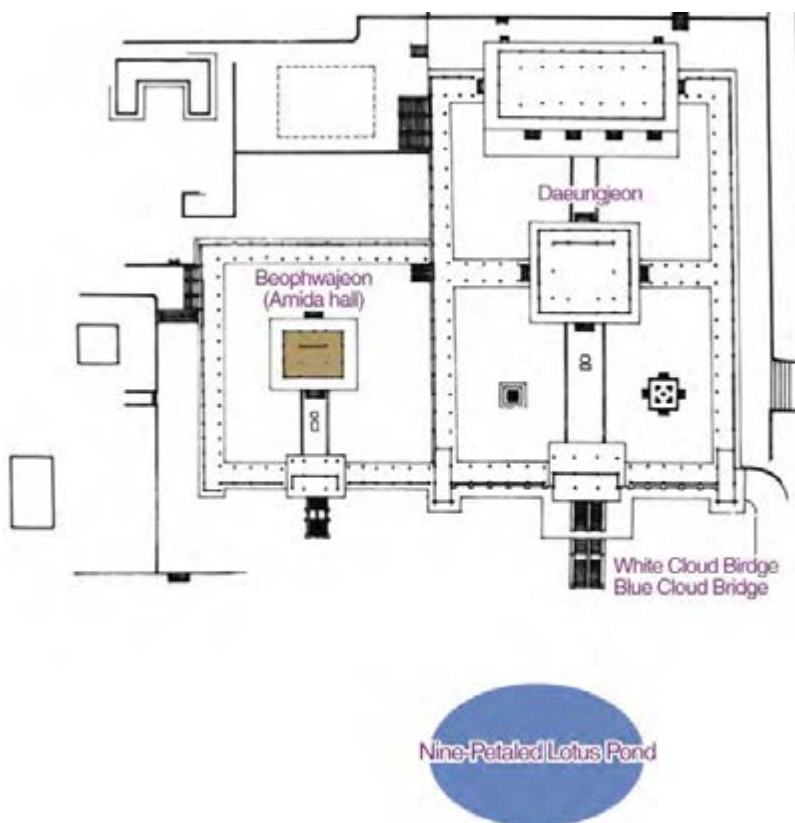 Daeungjeon
Beophwajeon
(Amida hall)
White Cloud Birdge
Blue Cloud Bridge
Nine-Petaled Lotus Pond